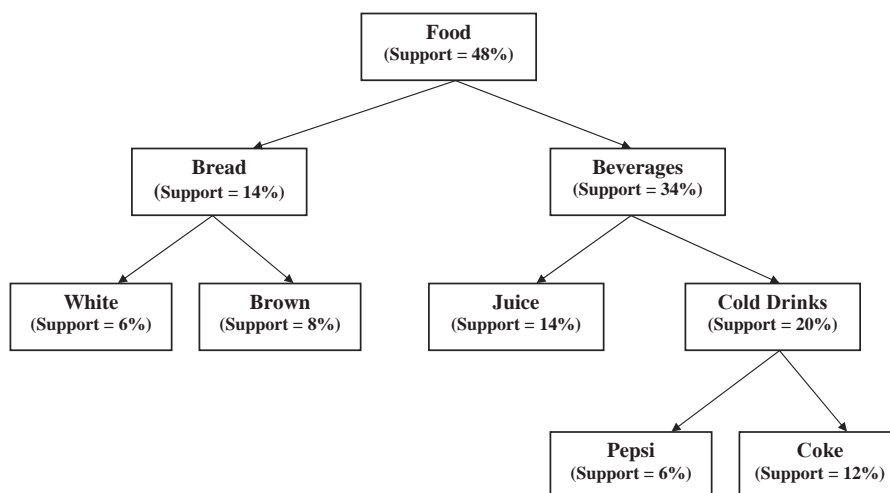 Food
(Support = 48%)
Bread
(Support = 14%)
Beverages
(Support = 34%)
White
(Support = 6%)
Brown
(Support = 8%)
Juice
(Support = 14%)
Cold Drinks
(Support = 20%)
Pepsi
(Support = 6%)
Coke
(Support = 12%)